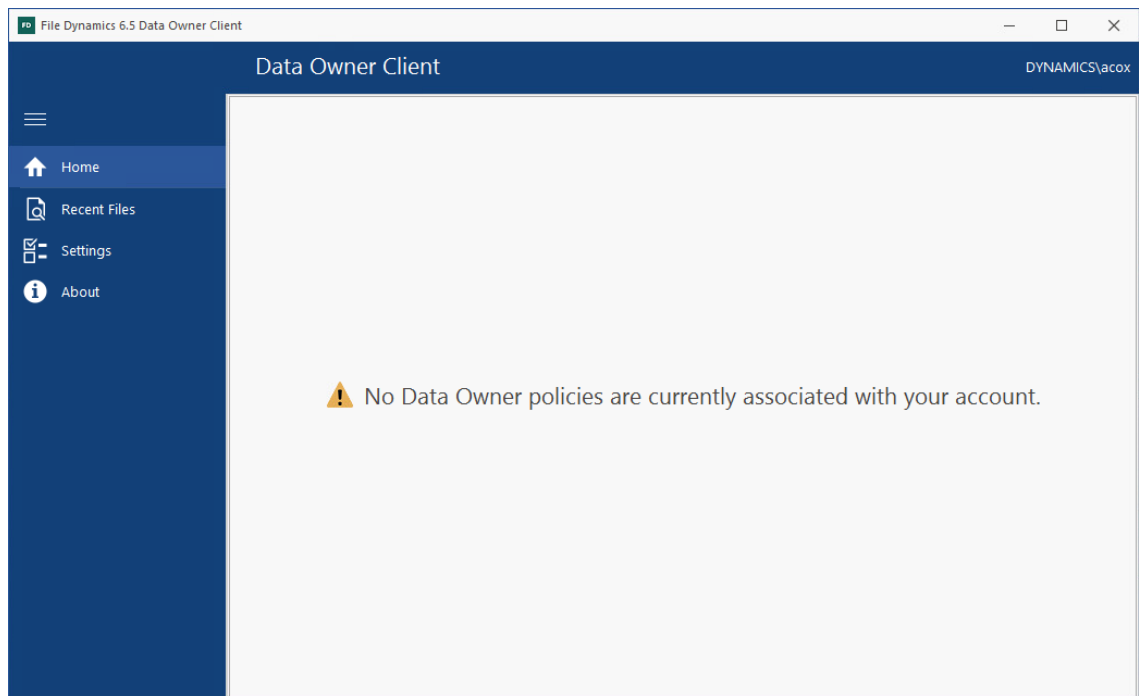 FD File Dynamics 6.5 Data Owner Client
Data Owner Client
DYNAMICS\acox
Home
Recent Files
Settings
About
No Data Owner policies are currently associated with your account.